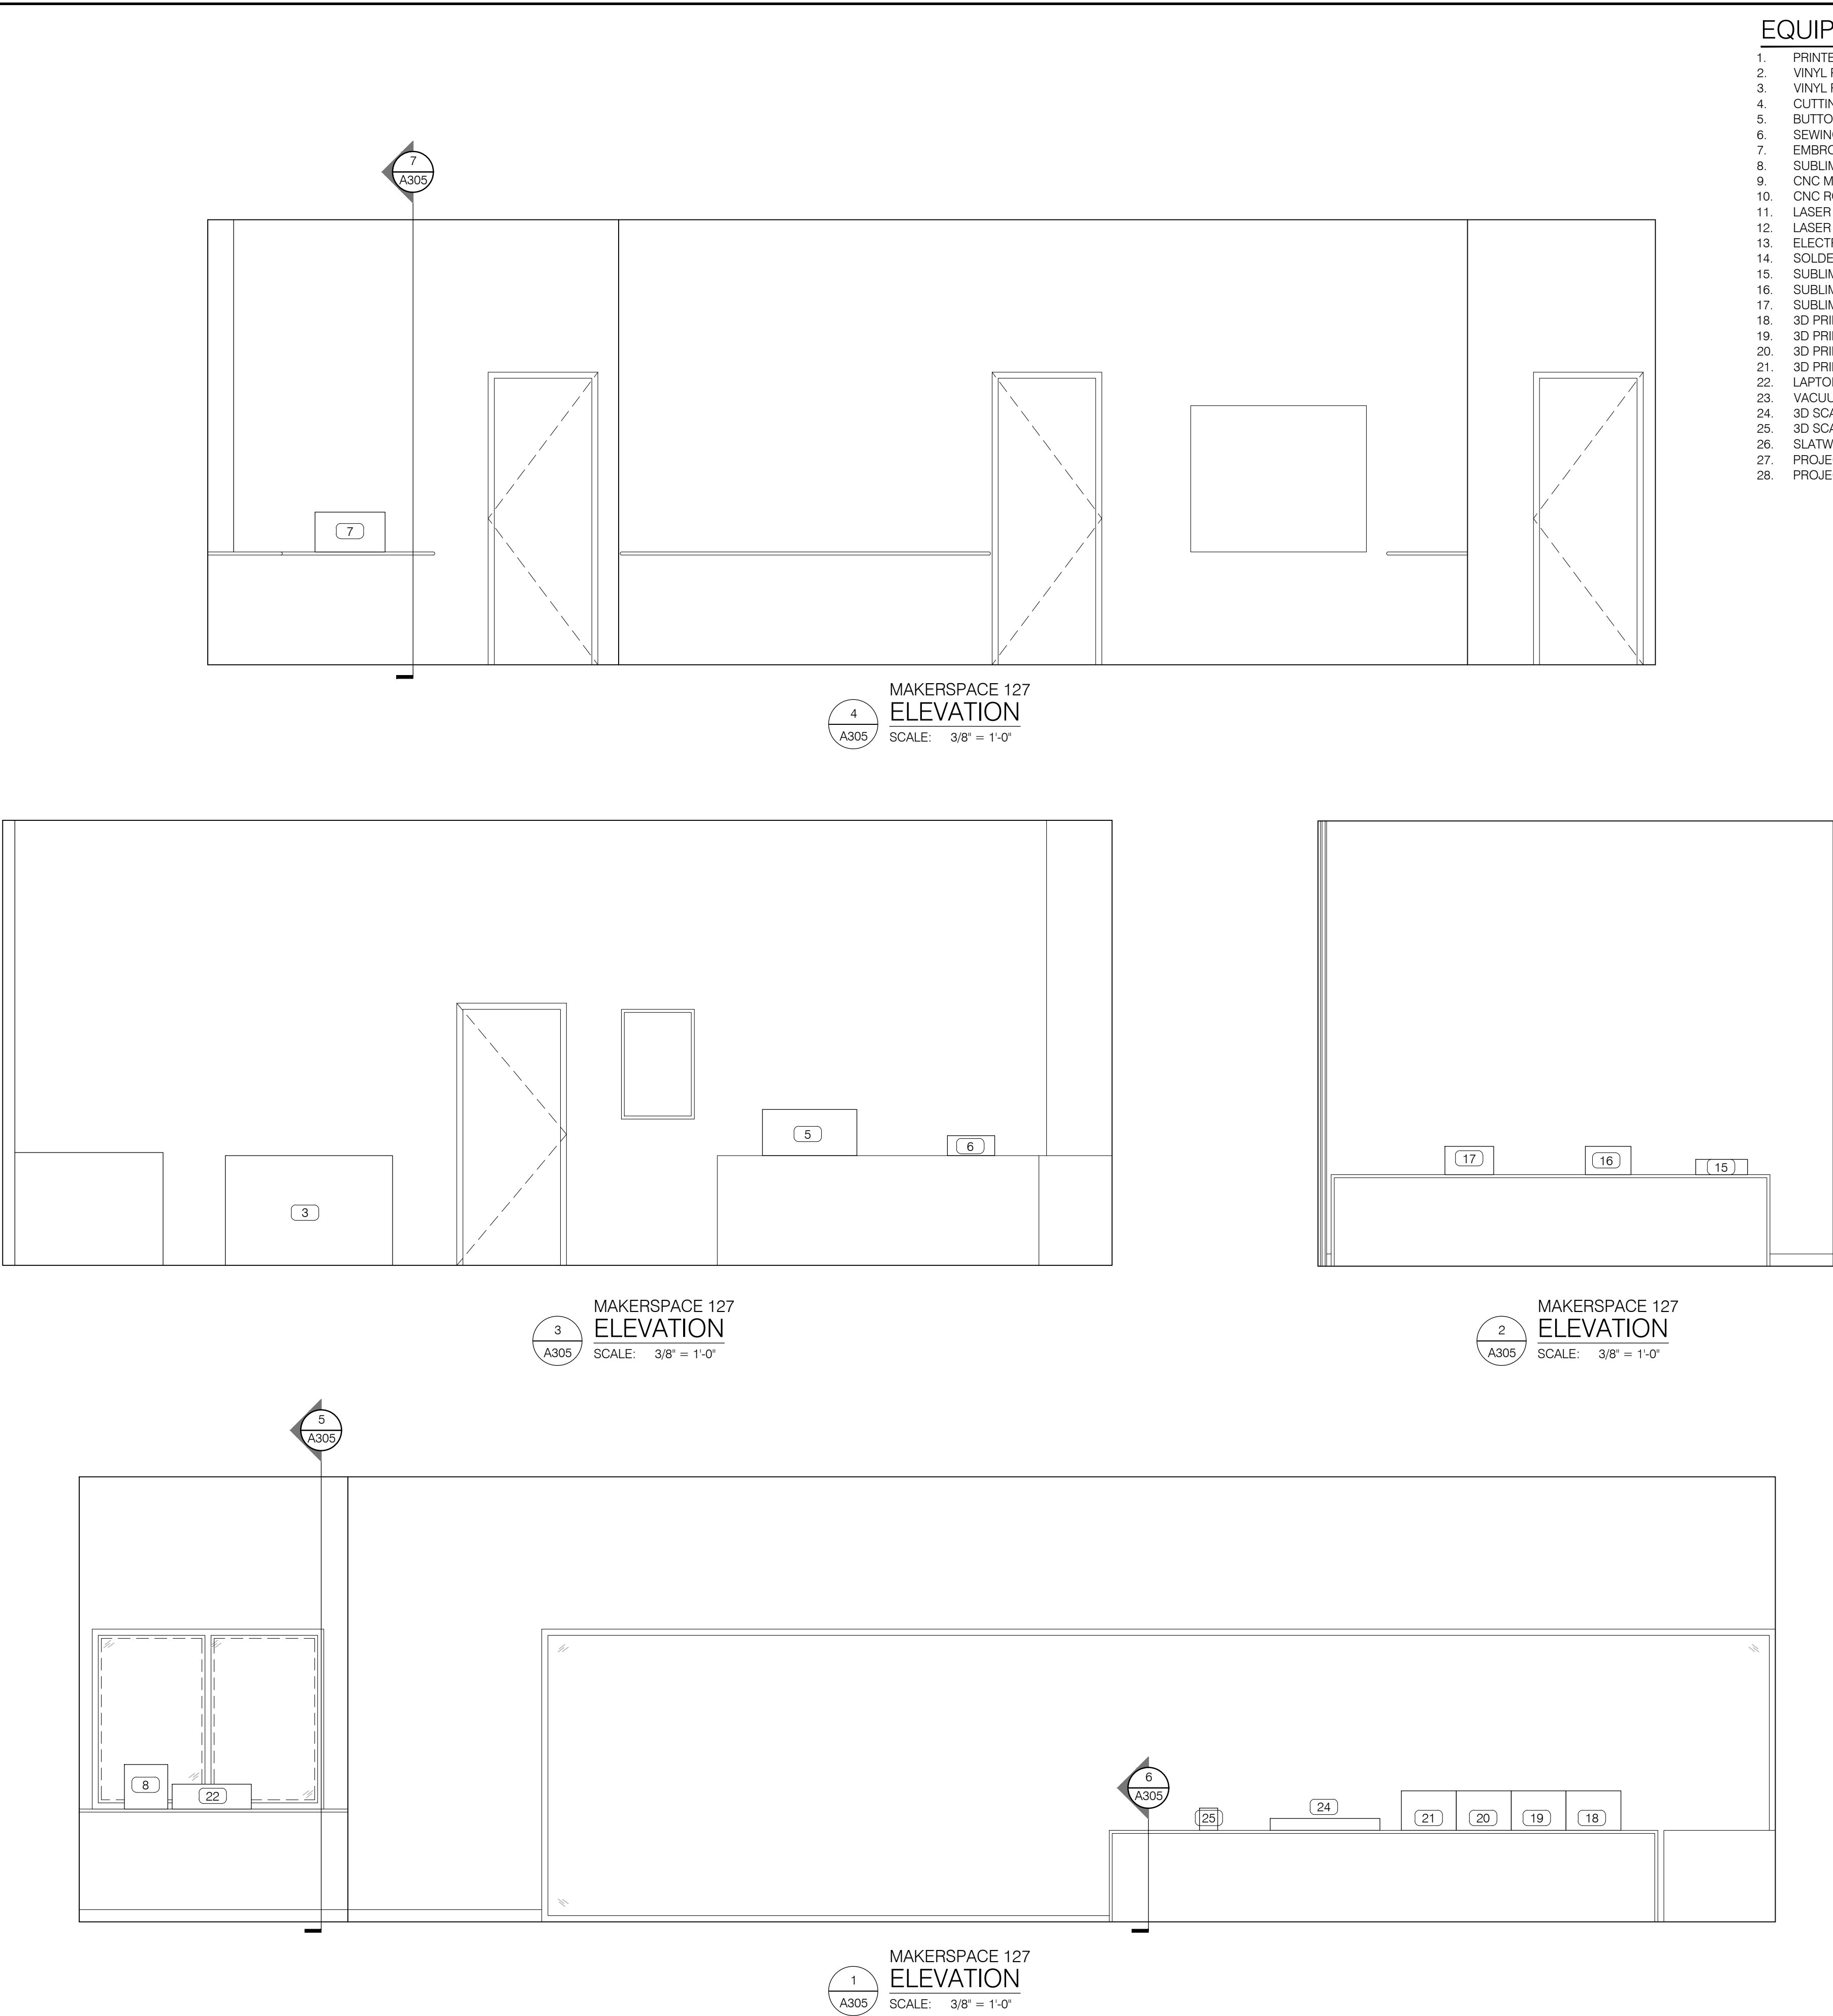 EQUIP
1. PRINTE
2. VINYL
3. VINYL
4. CUTTIN
5. BUTTO
6. SEWIN
7. EMBRO
8. SUBLIM
9. CNC M
10. CNC R
11. LASER
12. LASER
13. ELECT
14. SOLDE
15. SUBLIM
16. SUBLIM
17. SUBLIM
18. 3D PRI
19. 3D PRI
20. 3D PRI
21. 3D PRI
22. LAPTO
23. VACUU
24. 3D SCA
25. 3D SCA
26. SLATW
27. PROJE
28. PROJE
7
A305
7
MAKERSPACE 127
4
A305
ELEVATION
SCALE: 3/8" = 1'-0"
3
5
6
17
16
15
MAKERSPACE 127
3
A305
ELEVATION
SCALE: 3/8" = 1'-0"
MAKERSPACE 127
2
A305
ELEVATION
SCALE: 3/8" = 1'-0"
5
A305
8
22
6
A305
25
24
21
20
19
18
MAKERSPACE 127
1
A305
ELEVATION
SCALE: 3/8" = 1'-0"